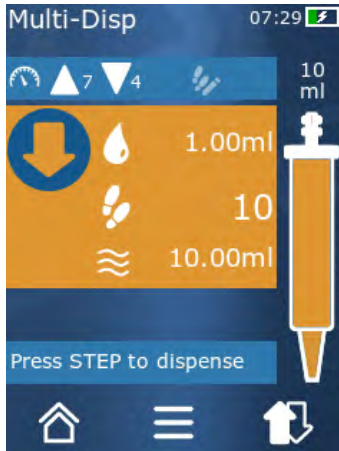 Multi-Disp 07:29
7 4
10
ml
1.00ml
10
10.00ml
Press STEP to dispense